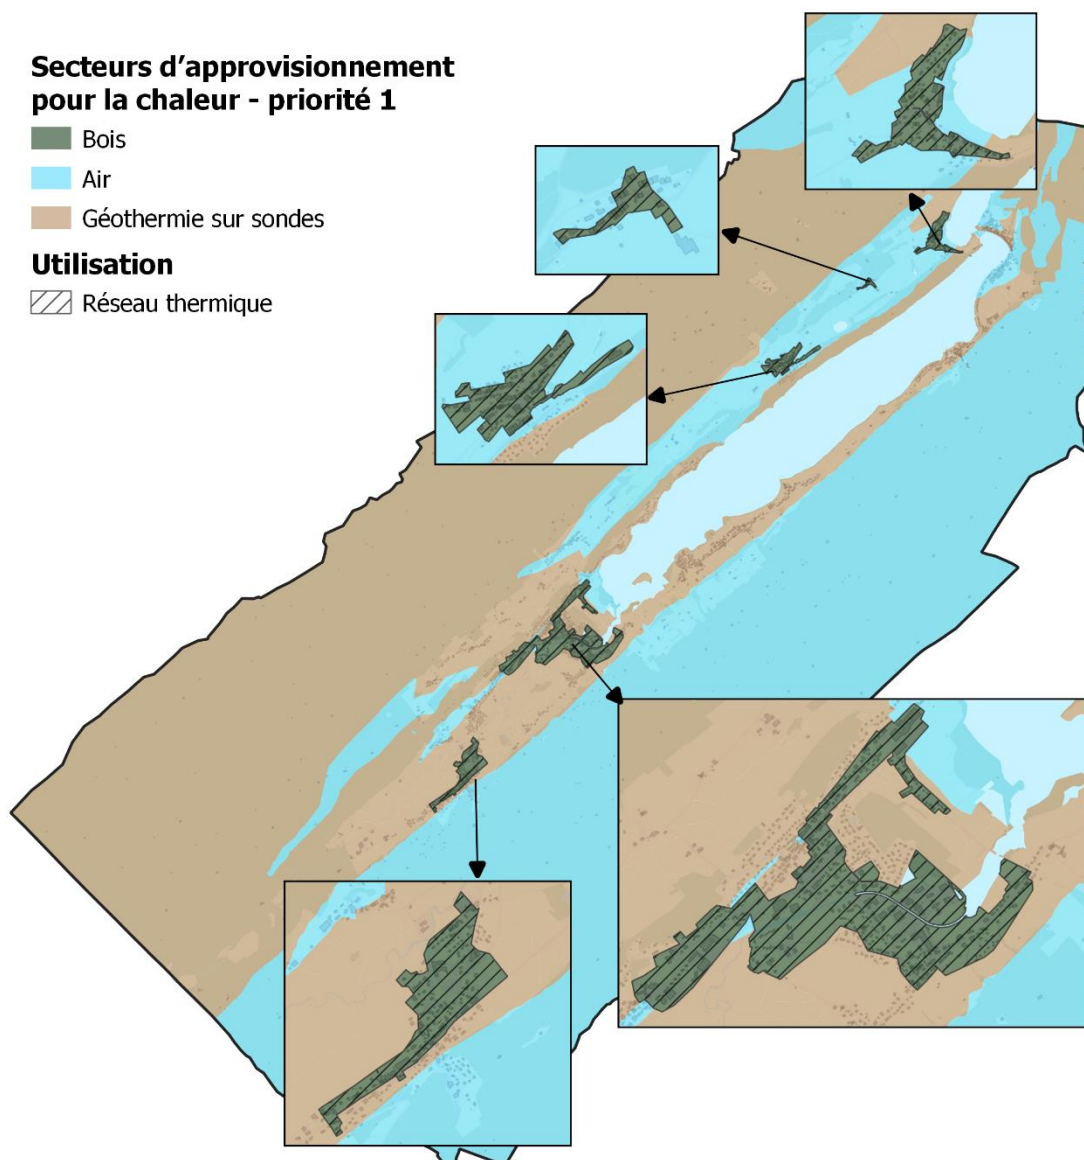 Secteurs d’approvisionnement
pour la chaleur - priorité 1
Bois
Air
Géothermie sur sondes
Utilisation
Réseau thermique